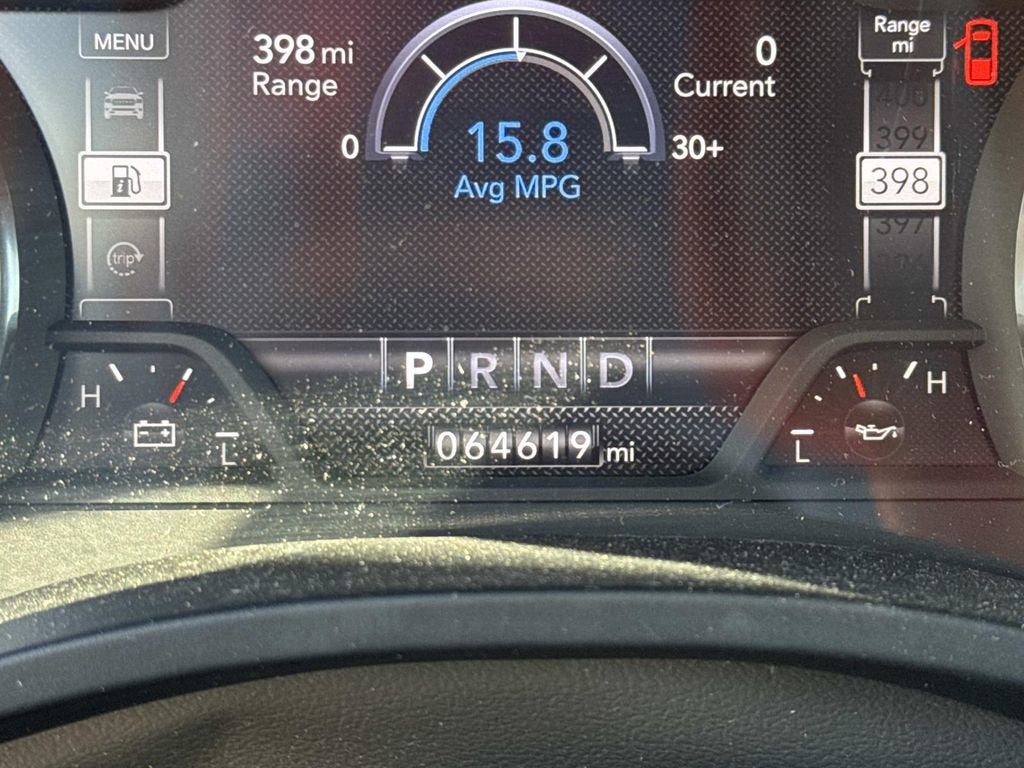 MENU
398 mi
Range
0
15.8
Avg MPG
30+
0
Current
Range
mi
400
399
398
397
trip
P R N D
H
L
064619 mi
H
L